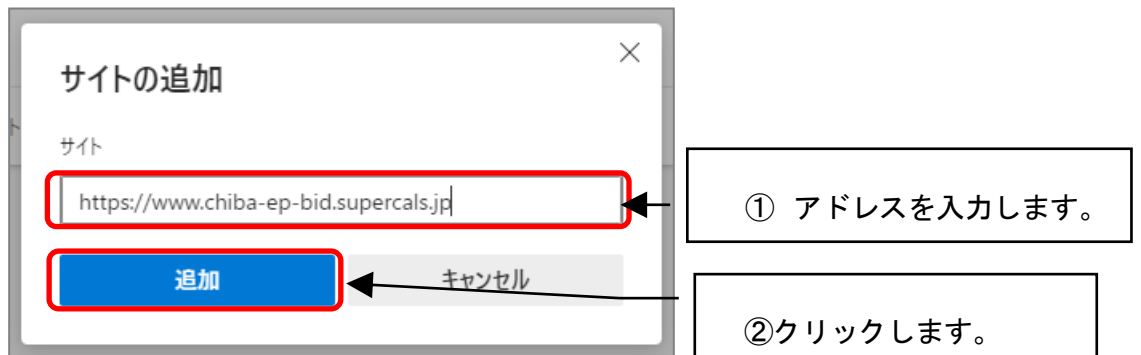 サイトの追加
サイト
https://www.chiba-ep-bid.supercals.jp
① アドレスを入力します。
追加
キャンセル
②クリックします。